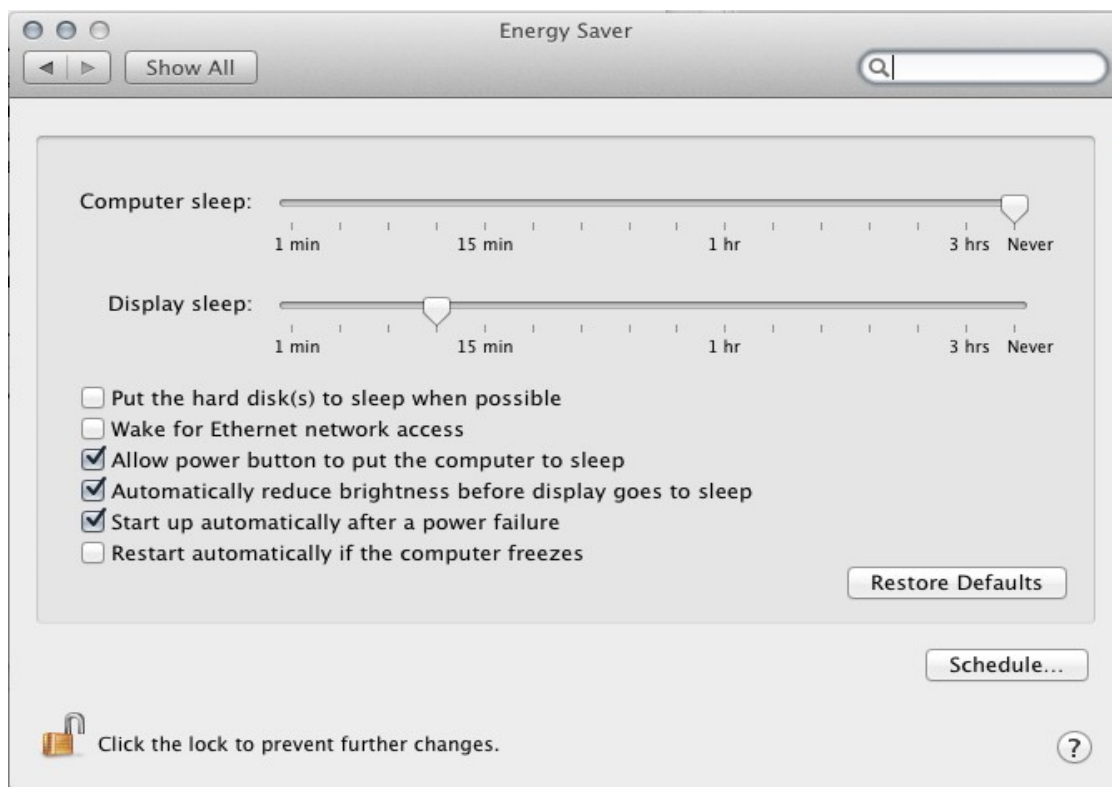 Energy Saver
Show All
Computer sleep:
1 min 15 min 1 hr 3 hrs Never
Display sleep:
1 min 15 min 1 hr 3 hrs Never
Put the hard disk(s) to sleep when possible
Wake for Ethernet network access
Allow power button to put the computer to sleep
Automatically reduce brightness before display goes to sleep
Start up automatically after a power failure
Restart automatically if the computer freezes
Restore Defaults
Schedule...
Click the lock to prevent further changes.
?